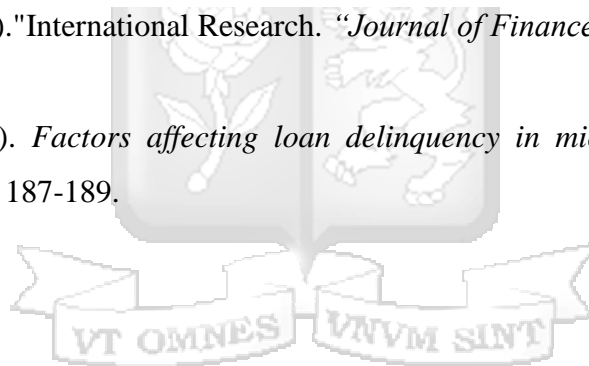 )."International Research. “Journal of Finance
). Factors affecting loan delinquency in mi
187-189.
VT OMNES VNVM SINT